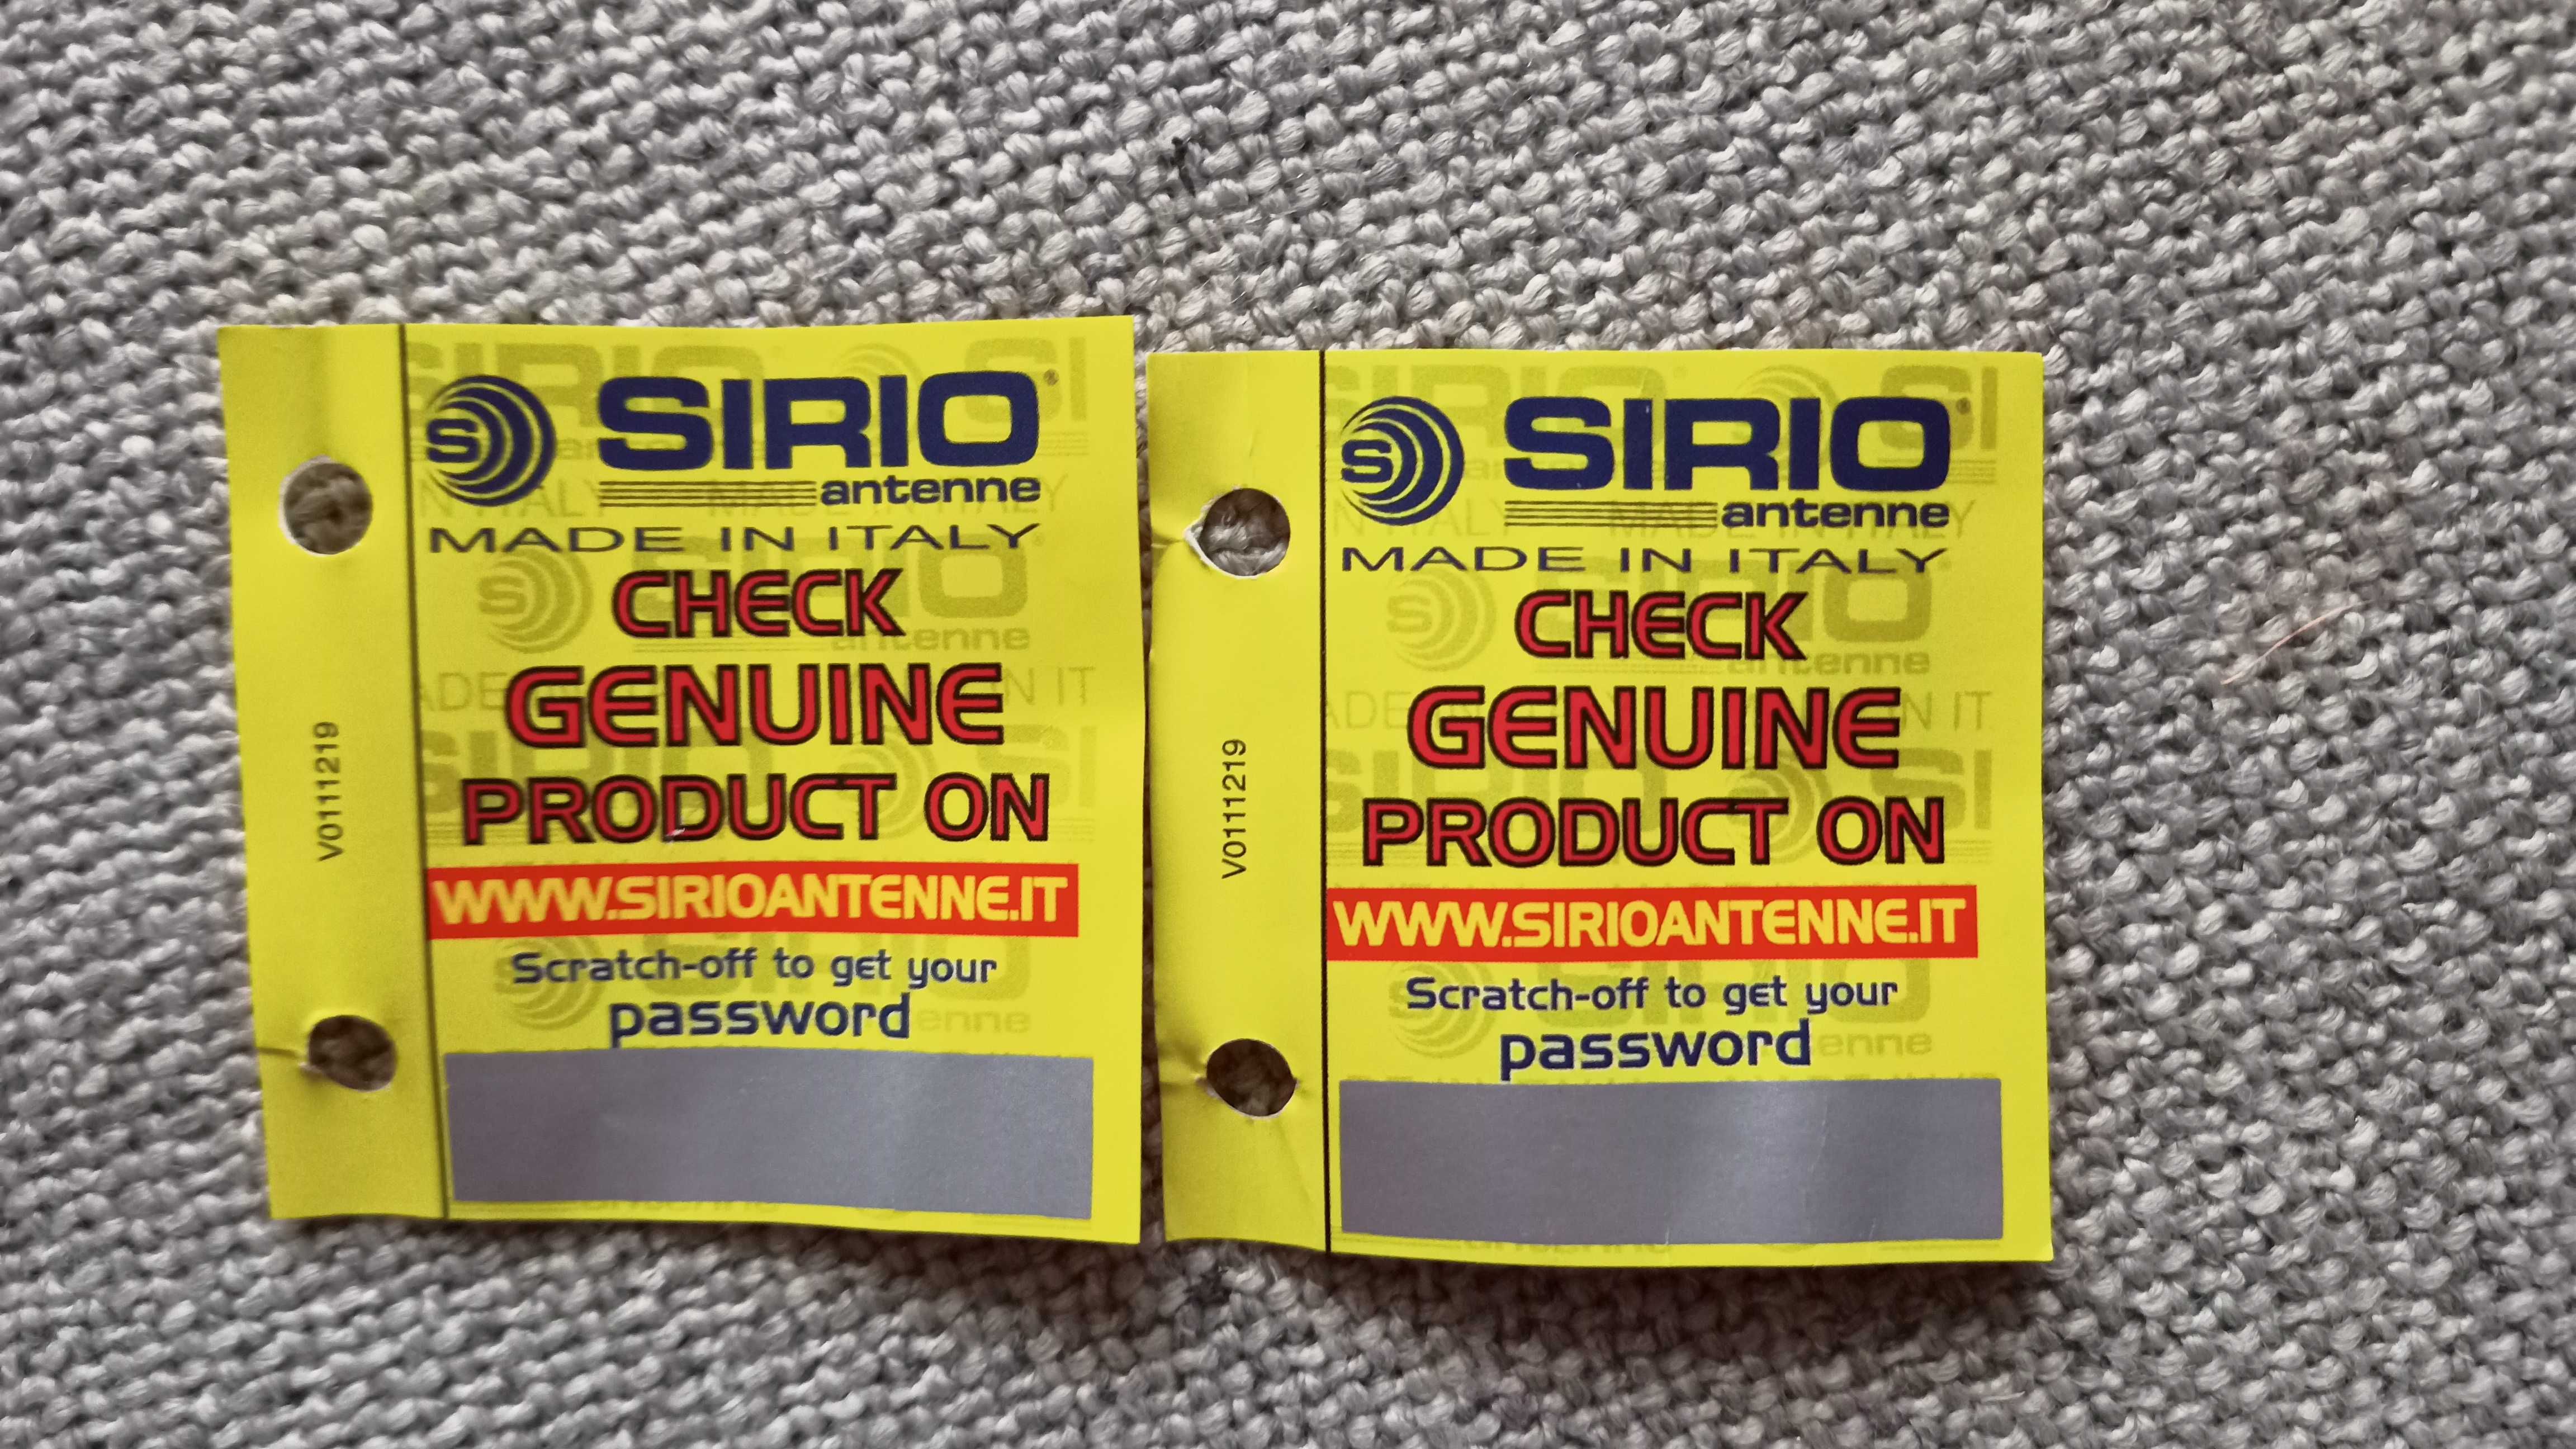 SIRIO®
antenne
MADE IN ITALY
CHECK
GENUINE
PRODUCT ON
WWW.SIRIOANTENNE.IT
Scratch-off to get your
password
V0111219
SIRIO®
antenne
MADE IN ITALY
CHECK
GENUINE
PRODUCT ON
WWW.SIRIOANTENNE.IT
Scratch-off to get your
password
V0111219